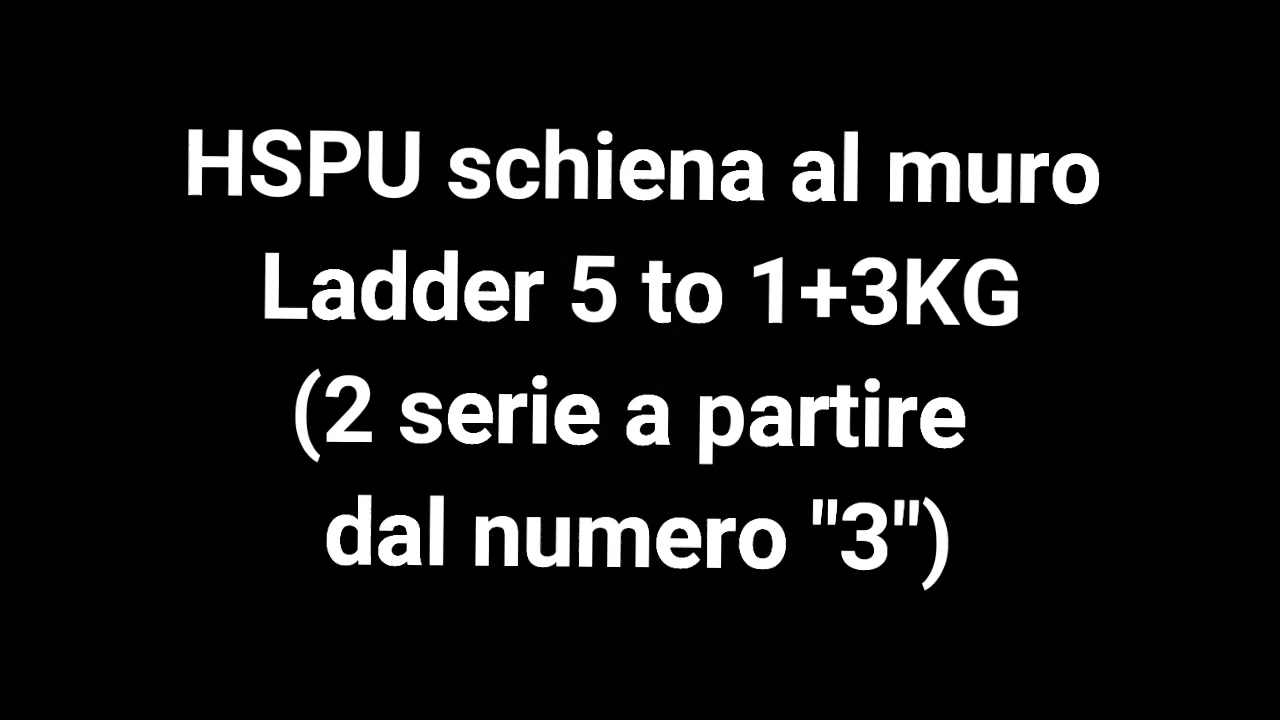 HSPU schiena al muro
Ladder 5 to 1+3KG
(2 serie a partire
dal numero "3")